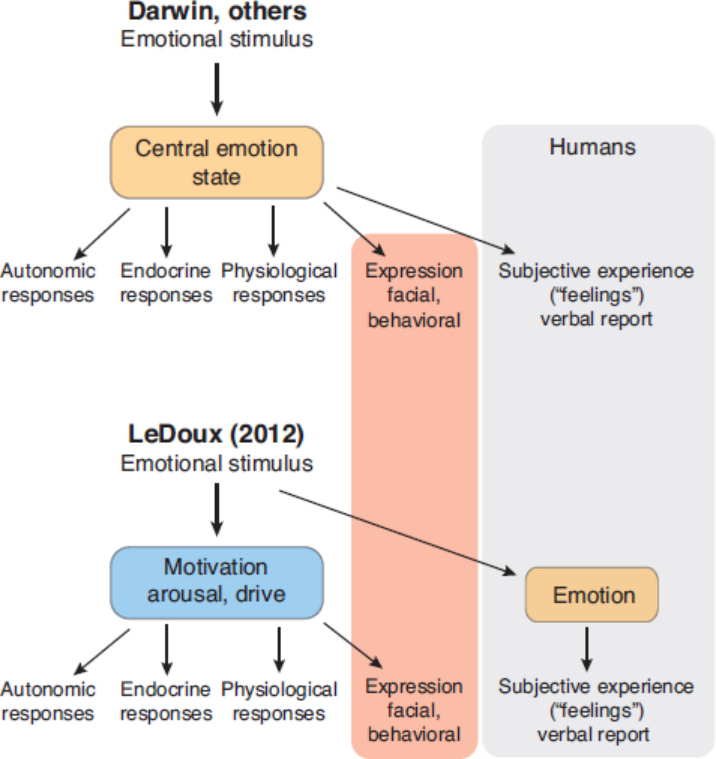 Darwin, others
Emotional stimulus
Central emotion
state
Humans
Autonomic
responses
Endocrine
responses
Physiological
responses
Expression
facial,
behavioral
Subjective experience
(“feelings”)
verbal report
LeDoux (2012)
Emotional stimulus
Motivation
arousal, drive
Emotion
Autonomic
responses
Endocrine
responses
Physiological
responses
Expression
facial,
behavioral
Subjective experience
(“feelings”)
verbal report